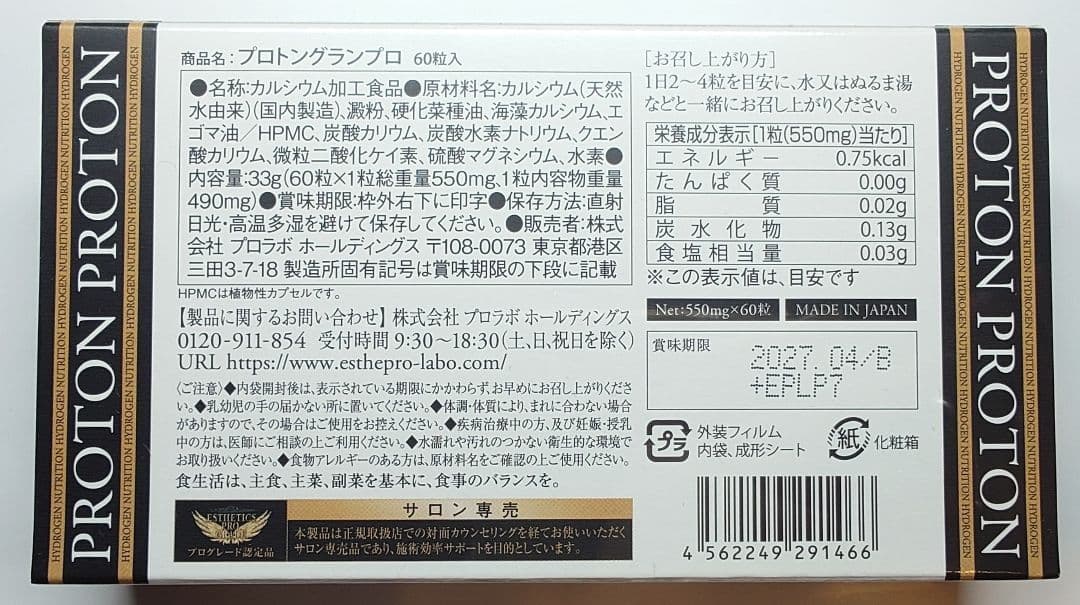 PROTON PROTON
HYDROGEN NUTRITION HYDROGEN NUTRITION HYDROGEN NUTRITION HYDROGEN NUTRITION HYDROGEN
商品名：プロトングランプロ 60粒入
●名称:カルシウム加工食品●原材料名:カルシウム(天然
水由来)(国内製造)、澱粉、硬化菜種油、海藻カルシウム、エ
ゴマ油／HPMC、炭酸カリウム、炭酸水素ナトリウム、クエン
酸カリウム、微粒二酸化ケイ素、硫酸マグネシウム、水素●
内容量:33g(60粒×1粒総重量550mg、1粒内容物重量
490mg)●賞味期限:枠外右下に印字●保存方法:直射
日光・高温多湿を避けて保存してください。●販売者:株式
会社 プロラボ ホールディングス 〒108-0073 東京都港区
三田3-7-18 製造所固有記号は賞味期限の下段に記載
HPMCは植物性カプセルです。
【製品に関するお問い合わせ】 株式会社 プロラボ ホールディングス
0120-911-854 受付時間 9:30〜18:30(土、日、祝日を除く)
URL https://www.esthepro-labo.com/
〈ご注意〉◆内袋開封後は、表示されている期限にかかわらず、お早めにお召し上がりくださ
い。◆乳幼児の手の届かない所に置いてください。◆体調・体質により、まれに合わない場合
がありますので、その場合はご使用をお控えください。◆疾病治療中の方、及び妊娠・授乳
中の方は、医師にご相談の上ご利用ください。◆水濡れや汚れのつかない衛生的な環境で
お取り扱いください。◆食物アレルギーのある方は、原材料名をご確認の上ご使用ください。
食生活は、主食、主菜、副菜を基本に、食事のバランスを。
ESTHETICS
PRO
プログレード認定品
サロン専売
本製品は正規取扱店での対面カウンセリングを経てお使いいただく
サロン専売品であり、施術効率サポートを目的としています。
[お召し上がり方]
1日2〜4粒を目安に、水又はぬるま湯
などと一緒にお召し上がりください。
栄養成分表示[1粒(550mg)当たり]
エネルギー 0.75kcal
たんぱく質 0.00g
脂質 0.02g
炭水化物 0.13g
食塩相当量 0.03g
※この表示値は、目安です
Net:550mg×60粒 MADE IN JAPAN
賞味期限 2027.04/B
+EPLP7
プラ 外装フィルム
内袋、成形シート
紙 化粧箱
4 562249 291466
PROTON PROTON
HYDROGEN NUTRITION HYDROGEN NUTRITION HYDROGEN NUTRITION HYDROGEN NUTRITION HYDROGEN